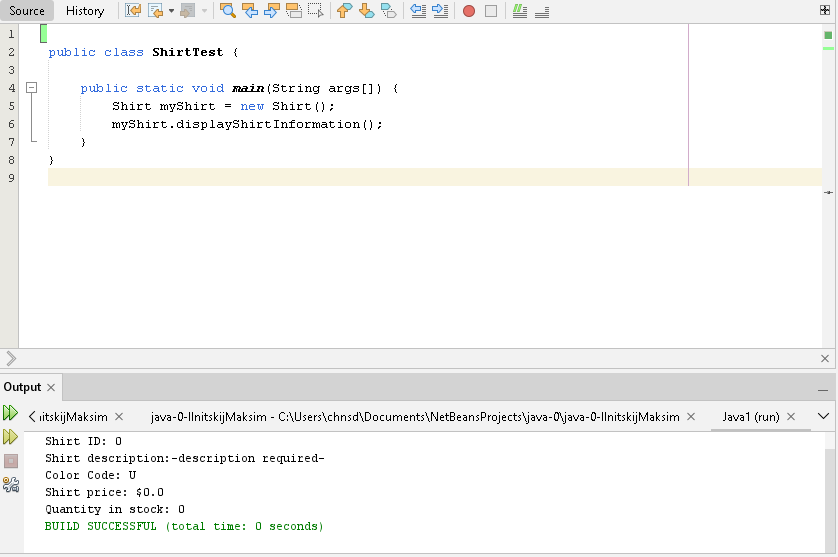 Source History
1
2 public class ShirtTest {
3
4 public static void main(String args[]) {
5 Shirt myShirt = new Shirt();
6 myShirt.displayShirtInformation();
7 }
8 }
9
Output
itskijMaksim java-0-IlnitskijMaksim - C:\Users\chnsd\Documents\NetBeansProjects\java-0\java-0-IlnitskijMaksim Java1 (run)
Shirt ID: 0
Shirt description:-description required-
Color Code: U
Shirt price: $0.0
Quantity in stock: 0
BUILD SUCCESSFUL (total time: 0 seconds)